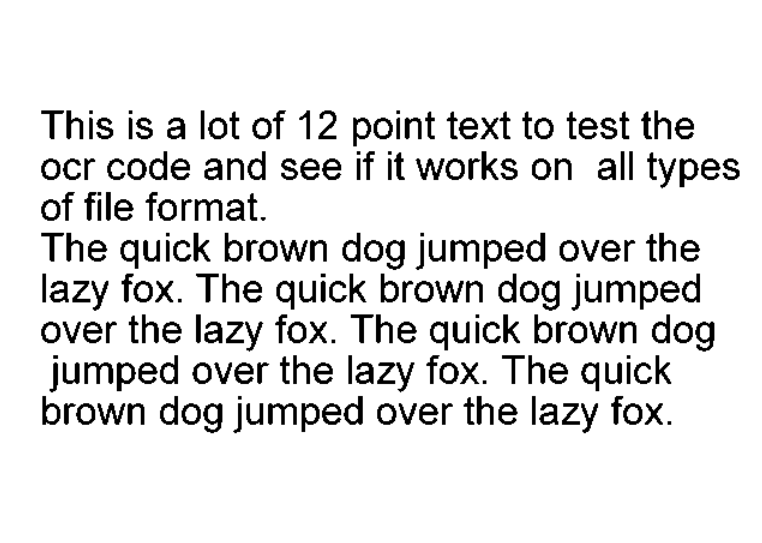 This is a lot of 12 point text to test the
ocr code and see if it works on  all types
of file format.
The quick brown dog jumped over the
lazy fox. The quick brown dog jumped
over the lazy fox. The quick brown dog
 jumped over the lazy fox. The quick
brown dog jumped over the lazy fox.